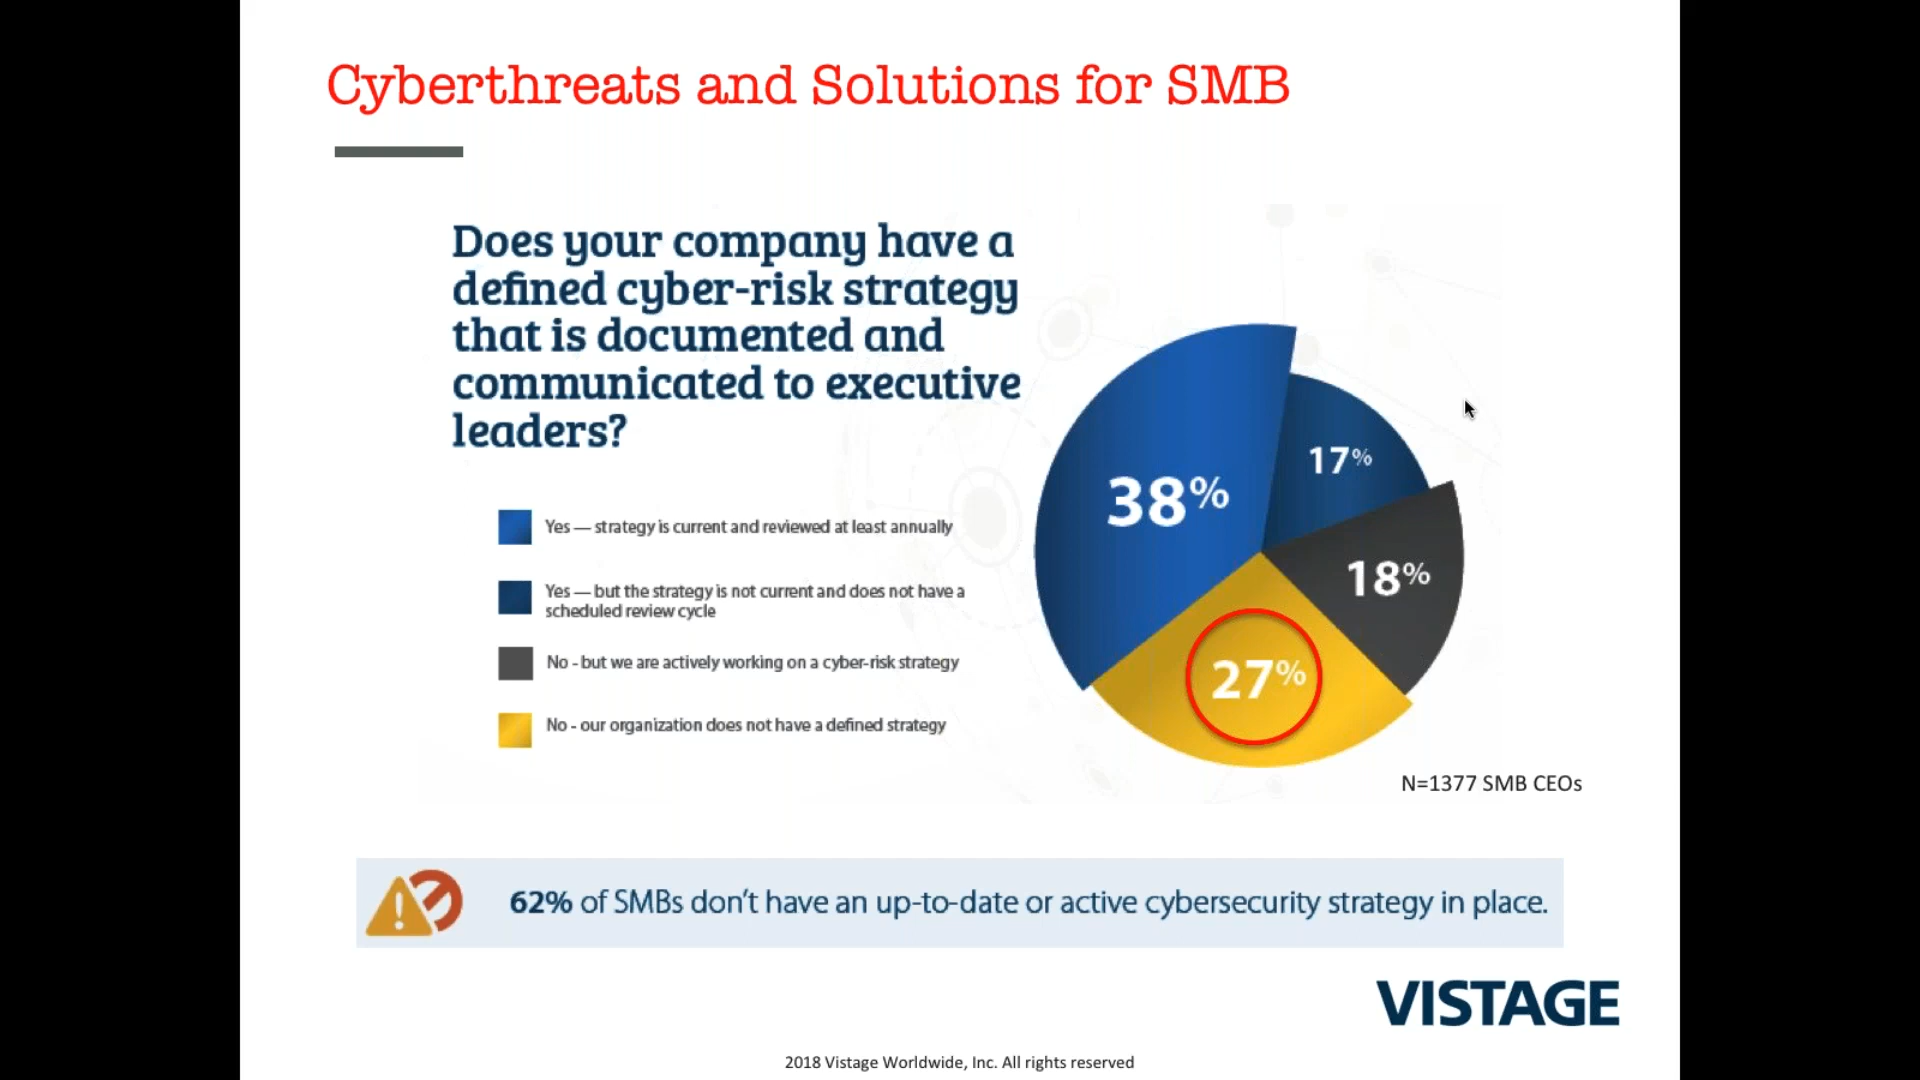 Cyberthreats and Solutions for SMB
Does your company have a
defined cyber-risk strategy
that is documented and
communicated to executive
leaders?
Yes — strategy is current and reviewed at least annually
Yes — but the strategy is not current and does not have a
scheduled review cycle
No - but we are actively working on a cyber-risk strategy
No - our organization does not have a defined strategy
38%
17%
18%
27%
N=1377 SMB CEOs
62% of SMBs don't have an up-to-date or active cybersecurity strategy in place.
VISTAGE
2018 Vistage Worldwide, Inc. All rights reserved